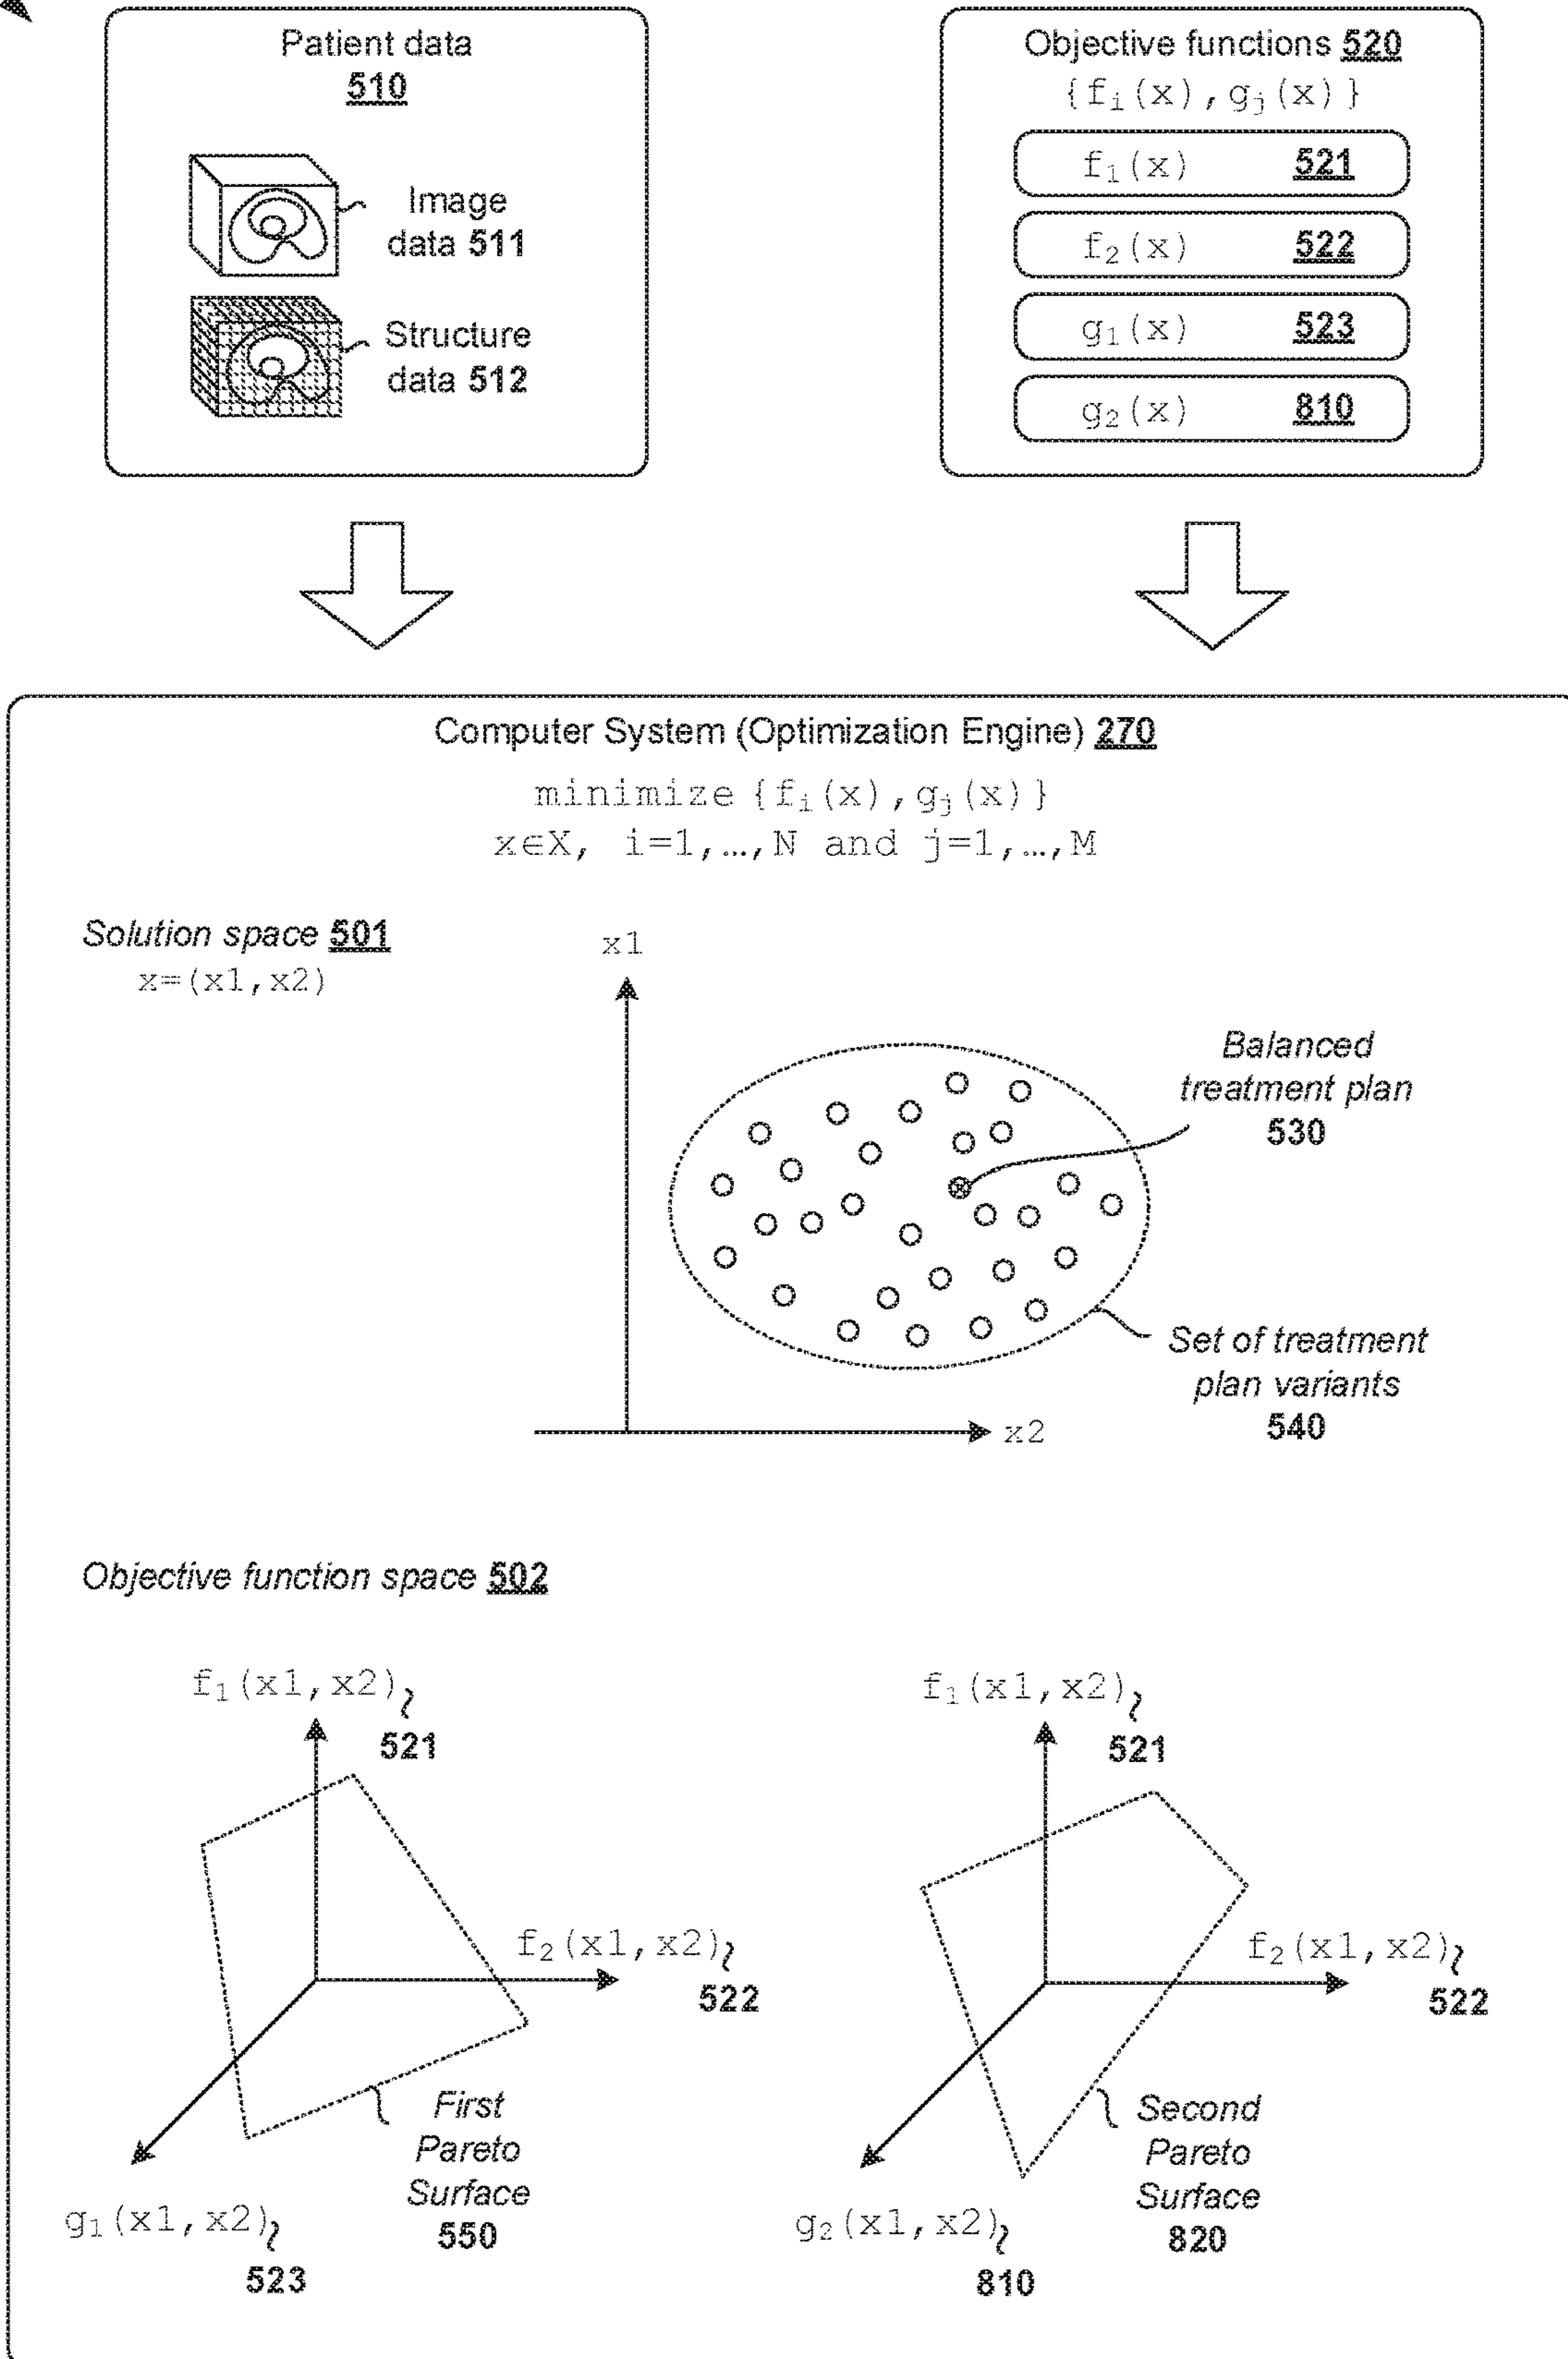 Patient data
510
Image
data 511
Structure
data 512
Objective functions 520
{fi(x),gj(x)}
f1(x) 521
f2(x) 522
g1(x) 523
g2(x) 810
Computer System (Optimization Engine) 270
minimize {fi(x),gj(x)}
x∈X, i=1,…,N and j=1,…,M
Solution space 501
x=(x1,x2)
x1
Balanced
treatment plan
530
Set of treatment
plan variants
540
x2
Objective function space 502
f1(x1,x2)
521
f2(x1,x2)
522
First
Pareto
Surface
550
g1(x1,x2)
523
f1(x1,x2)
521
f2(x1,x2)
522
Second
Pareto
Surface
820
g2(x1,x2)
810